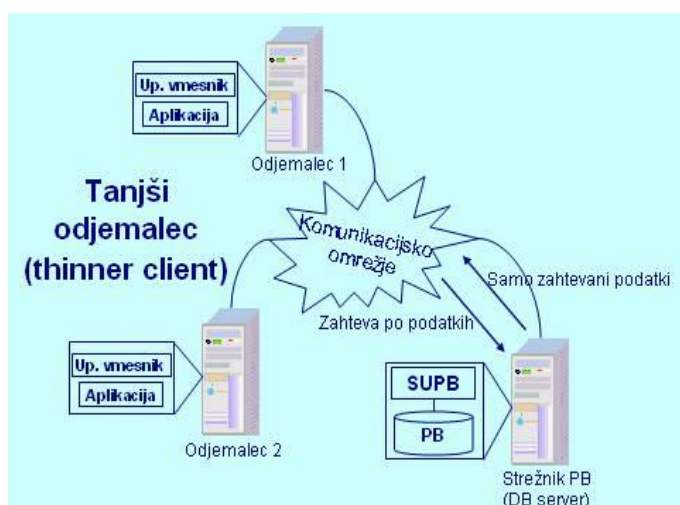 Up. vmesnik
Aplikacija
Odjemalec 1
Tanjši
odjemalec
(thinner client)
Komunikacijsko
omrežje
Samo zahtevani podatki
Zahteva po podatkih
Up. vmesnik
Aplikacija
Odjemalec 2
SUPB
PB
Strežnik PB
(DB server)